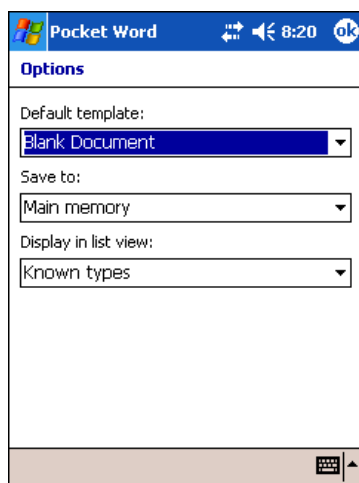 Pocket Word 8:20 ok
Options
Default template:
Blank Document
Save to:
Main memory
Display in list view:
Known types